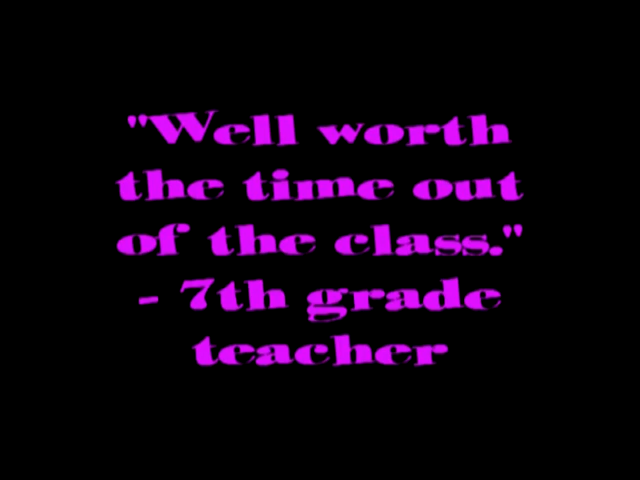 "Well worth
the time out
of the class."
- 7th grade
teacher